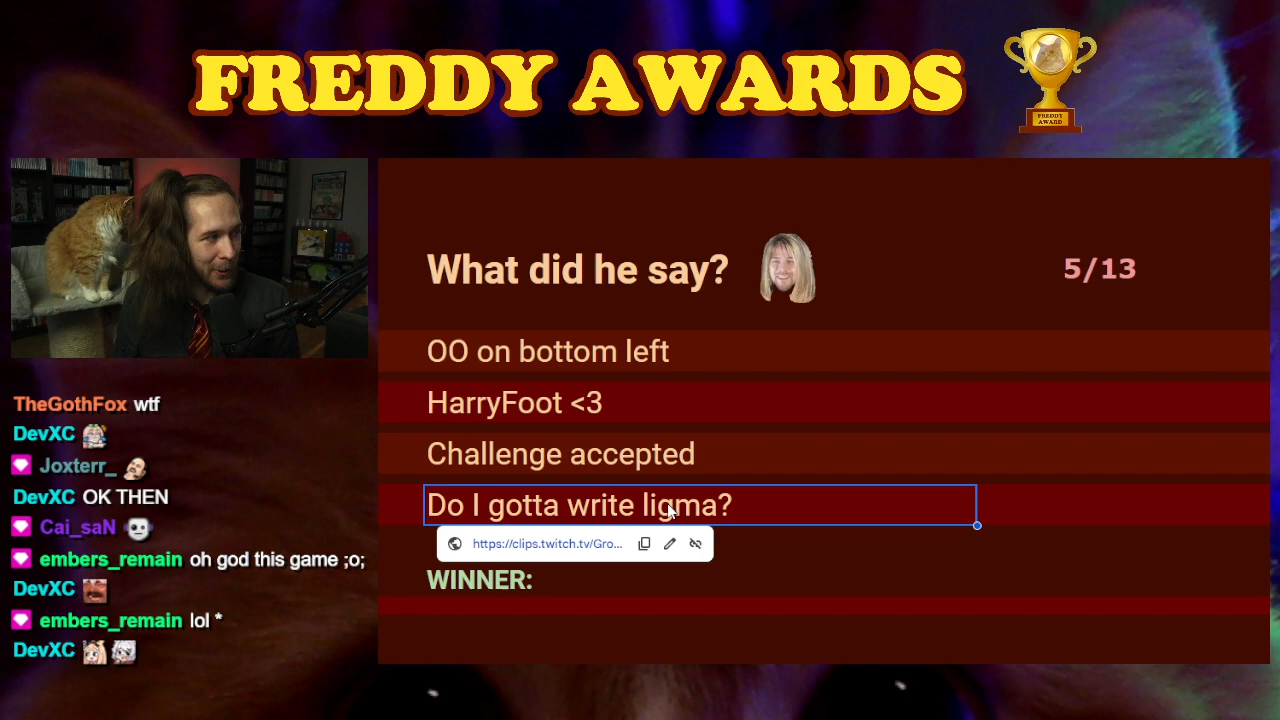 FREDDY AWARDS
FREDDY
AWARD
What did he say?
5/13
OO on bottom left
HarryFoot <3
Challenge accepted
Do I gotta write ligma?
https://clips.twitch.tv/Gro...
WINNER:
TheGothFox wtf
DevXC
Joxterr_
DevXC OK THEN
Cai_saN
embers_remain oh god this game ;o;
DevXC
embers_remain lol *
DevXC